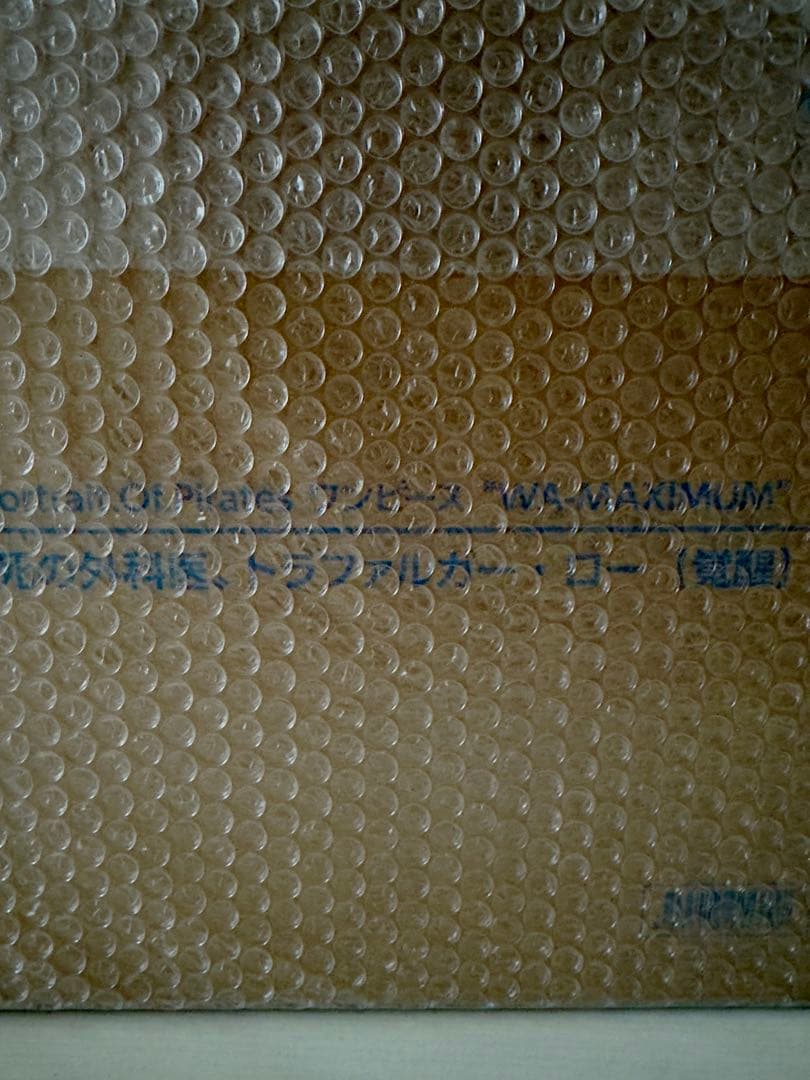 ortrait Of Pirates ワンピース "WA-MAXIMUM"
死の外科医、トラファルガー・ロー（覚醒）